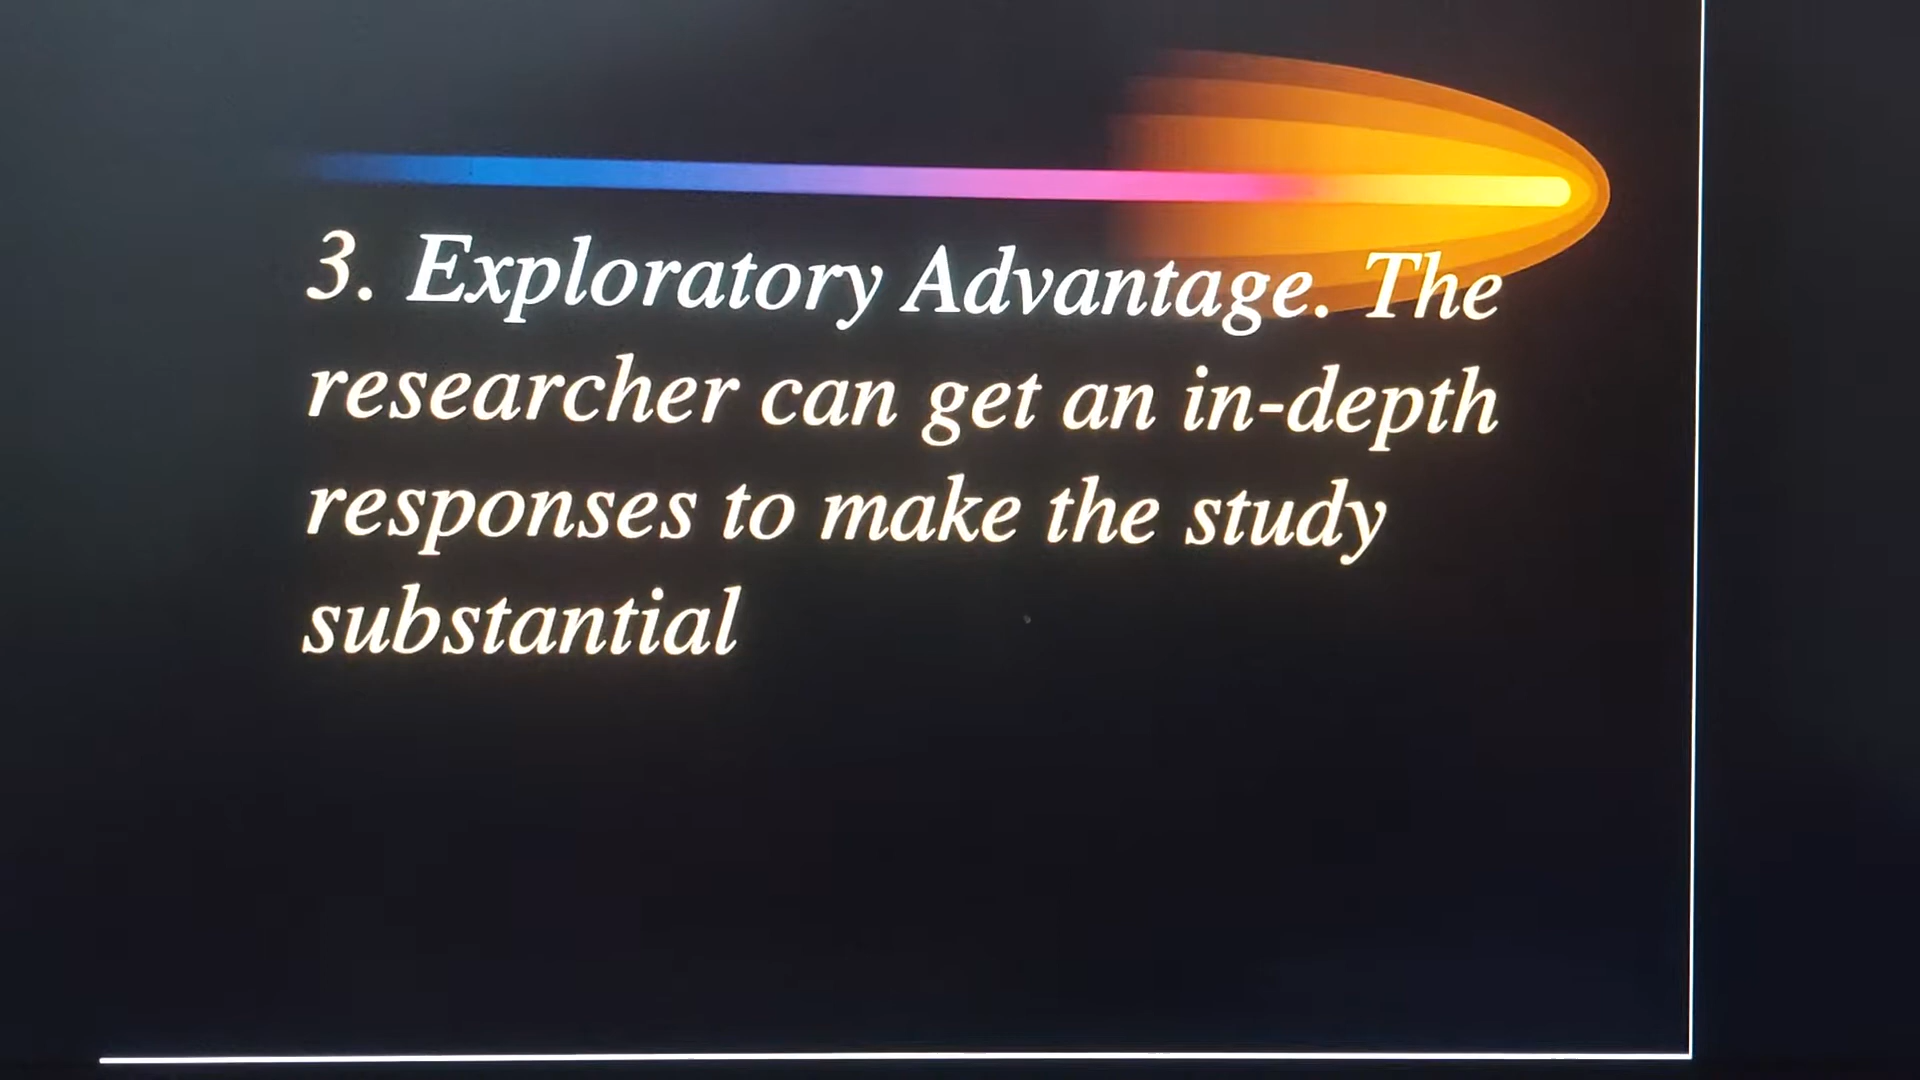 3. Exploratory Advantage. The
researcher can get an in-depth
responses to make the study
substantial